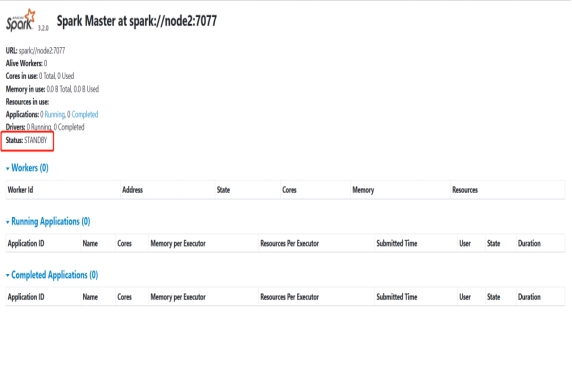 APACHE Spark 3.2.0 Spark Master at spark://node2:7077
URL: spark://node2:7077
Alive Workers: 0
Cores in use: 0 Total, 0 Used
Memory in use: 0.0 B Total, 0.0 B Used
Resources in use:
Applications: 0 Running, 0 Completed
Drivers: 0 Running, 0 Completed
Status: STANDBY
Workers (0)
Worker Id Address State Cores Memory Resources
Running Applications (0)
Application ID Name Cores Memory per Executor Resources Per Executor Submitted Time User State Duration
Completed Applications (0)
Application ID Name Cores Memory per Executor Resources Per Executor Submitted Time User State Duration